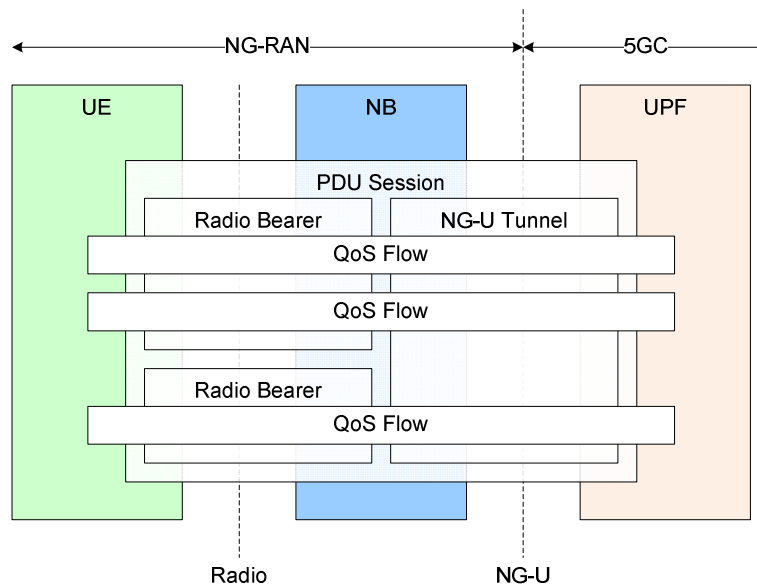 NG-RAN
5GC
UE
NB
UPF
PDU Session
Radio Bearer
NG-U Tunnel
QoS Flow
QoS Flow
Radio Bearer
QoS Flow
Radio
NG-U